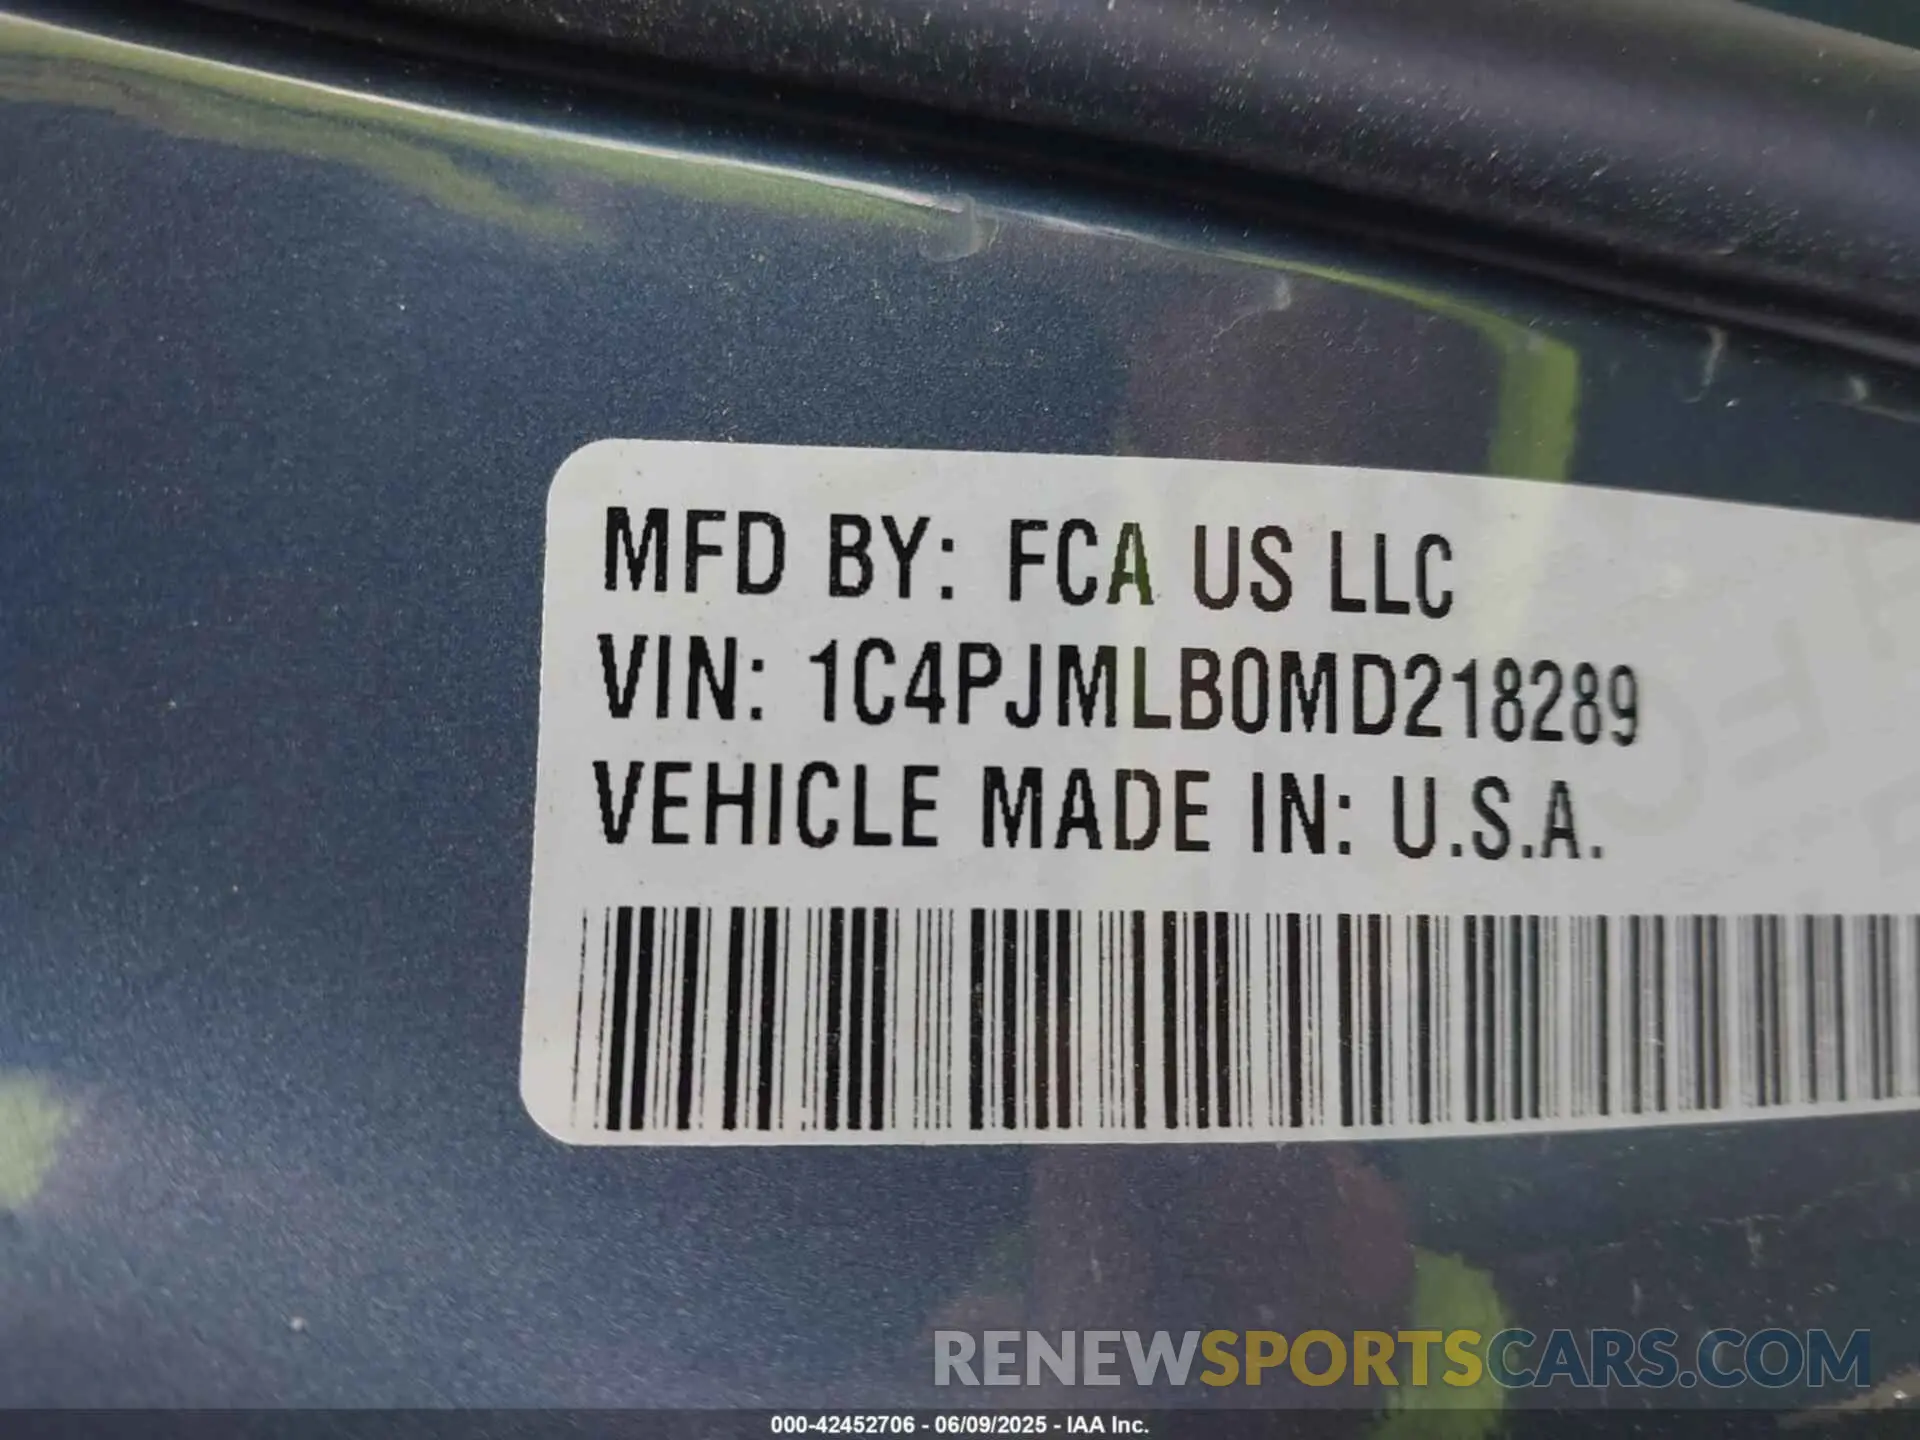 MFD BY: FCA US LLC
VIN: 1C4PJMLB0MD218289
VEHICLE MADE IN: U.S.A.
RENEWSPORTSCARS.COM
000-42452706 - 06/09/2025 - IAA Inc.